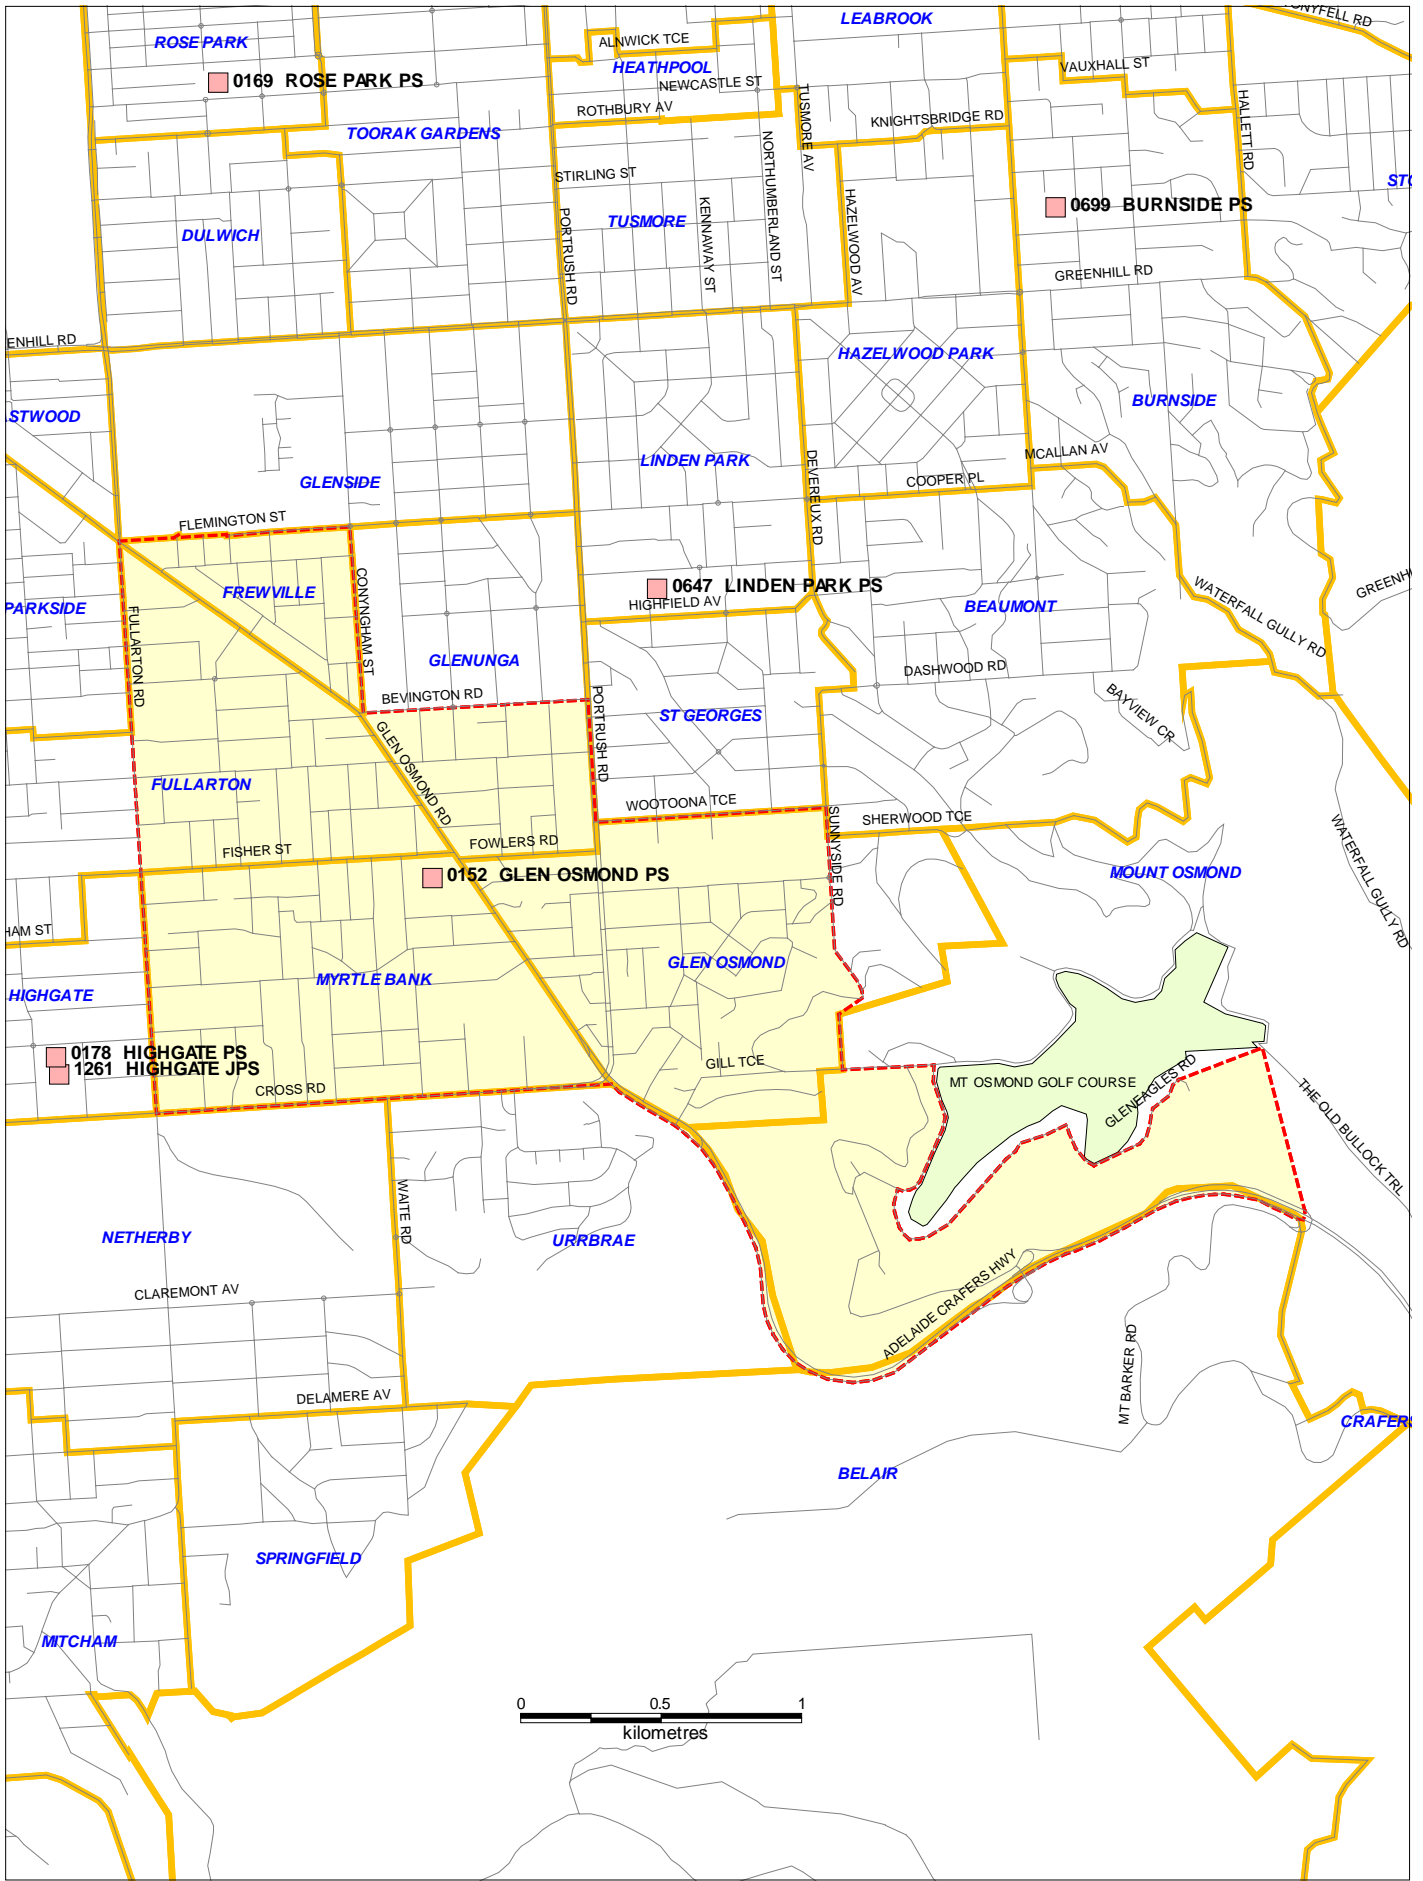 LEABROOK
ONYFELL RD
ROSE PARK
ALNWICK TCE
HEATHPOOL
VAUXHALL ST
0169 ROSE PARK PS
NEWCASTLE ST
ROTHBURY AV
TUSMORE AV
KNIGHTSBRIDGE RD
HALLETT RD
TOORAK GARDENS
STIRLING ST
NORTHUMBERLAND ST
STO
KENNAWAY ST
HAZELWOOD AV
0699 BURNSIDE PS
TUSMORE
DULWICH
PORTRUSH RD
GREENHILL RD
ENHILL RD
HAZELWOOD PARK
BURNSIDE
STWOOD
MCALLAN AV
LINDEN PARK
DEVEREUX RD
COOPER PL
GLENSIDE
FLEMINGTON ST
0647 LINDEN PARK PS
FREWVILLE
CONYNGHAM ST
HIGHFIELD AV
BEAUMONT
GREENH
WATERFALL GULLY RD
PARKSIDE
FULLARTON RD
GLENUNGA
DASHWOOD RD
BEVINGTON RD
PORTRUSH RD
BAYVIEW CR
ST GEORGES
GLEN OSMOND RD
FULLARTON
WOOTOONA TCE
SHERWOOD TCE
SUNNYSIDE RD
WATERFALL GULLY RD
FISHER ST
FOWLERS RD
0152 GLEN OSMOND PS
MOUNT OSMOND
HAM ST
GLEN OSMOND
MYRTLE BANK
HIGHGATE
0178 HIGHGATE PS
1261 HIGHGATE JPS
GILL TCE
CROSS RD
MT OSMOND GOLF COURSE
GLENEAGLES RD
THE OLD BULLOCK TRL
WAITE RD
NETHERBY
URRBRAE
CLAREMONT AV
ADELAIDE CRAFERS HWY
MT BARKER RD
DELAMERE AV
CRAFERS
BELAIR
SPRINGFIELD
MITCHAM
0 0.5 1
kilometres